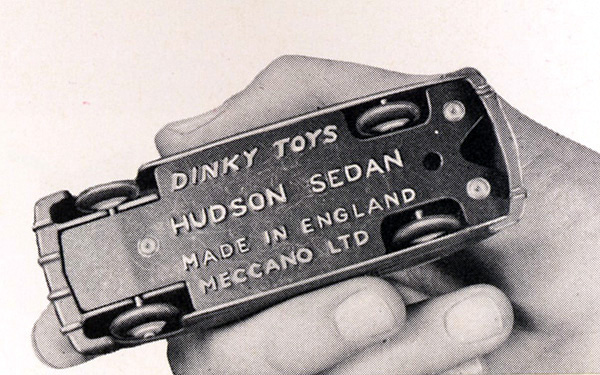 DINKY TOYS
HUDSON SEDAN
MADE IN ENGLAND
MECCANO LTD